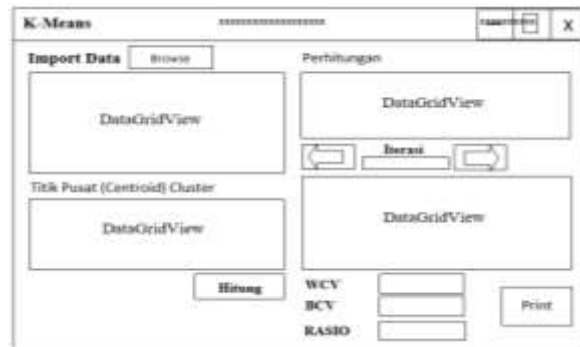 K-Means
X
Import Data
Browse
DataGridView
Titik Pusat (Centroid) Cluster
DataGridView
Hitung
Perhitungan
DataGridView
Iterasi
DataGridView
WCV
BCV
RASIO
Print